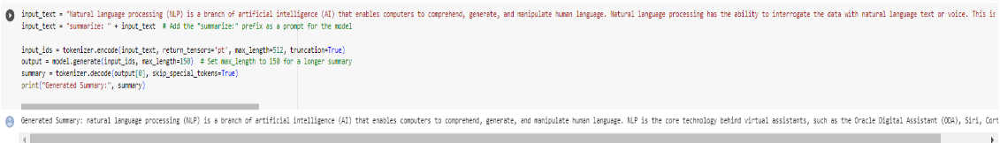 input_text = "Natural language processing (NLP) is a branch of artificial intelligence (AI) that enables computers to comprehend, generate, and manipulate human language. Natural language processing has the ability to interrogate the data with natural language text or voice. This is
input_text = "summarize: " + input_text # Add the "summarize:" prefix as a prompt for the model
input_ids = tokenizer.encode(input_text, return_tensors='pt', max_length=512, truncation=True)
output = model.generate(input_ids, max_length=150) # Set max_length to 150 for a longer summary
summary = tokenizer.decode(output[0], skip_special_tokens=True)
print("Generated Summary:", summary)
Generated Summary: natural language processing (NLP) is a branch of artificial intelligence (AI) that enables computers to comprehend, generate, and manipulate human language. NLP is the core technology behind virtual assistants, such as the Oracle Digital Assistant (ODA), Siri, Cort